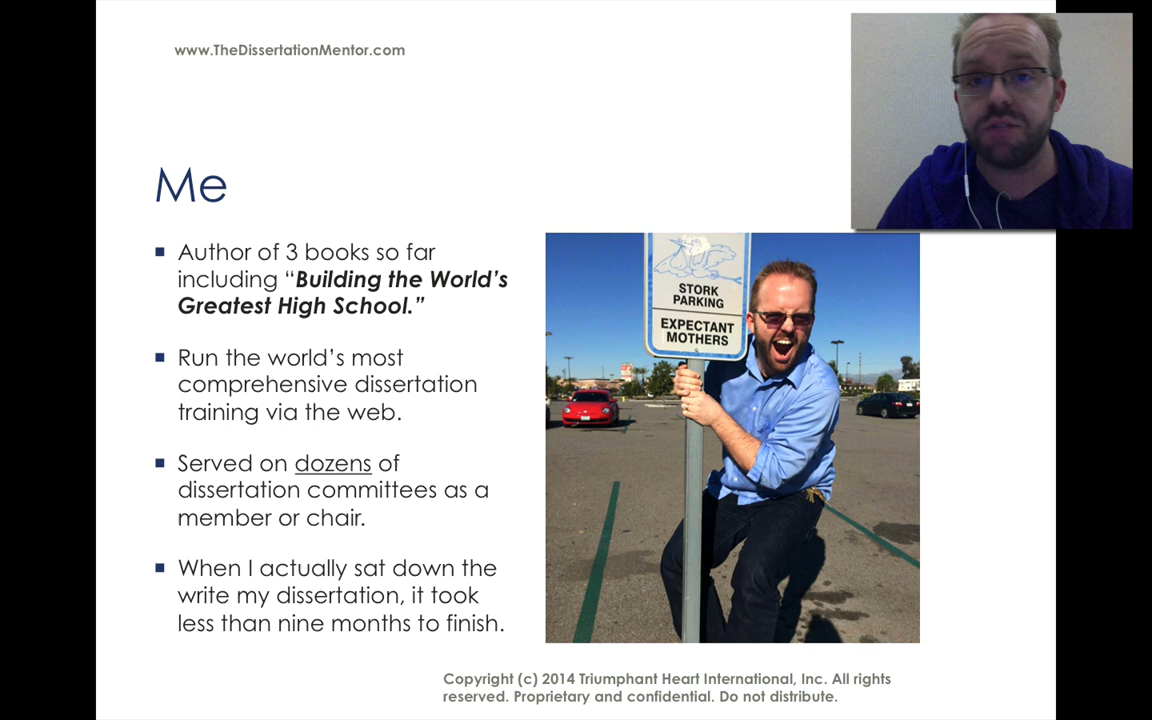 www.TheDissertationMentor.com
Me
Author of 3 books so far
including “Building the World’s
Greatest High School.”
Run the world’s most
comprehensive dissertation
training via the web.
Served on dozens of
dissertation committees as a
member or chair.
When I actually sat down the
write my dissertation, it took
less than nine months to finish.
STORK
PARKING
EXPECTANT
MOTHERS
Copyright (c) 2014 Triumphant Heart International, Inc. All rights
reserved. Proprietary and confidential. Do not distribute.